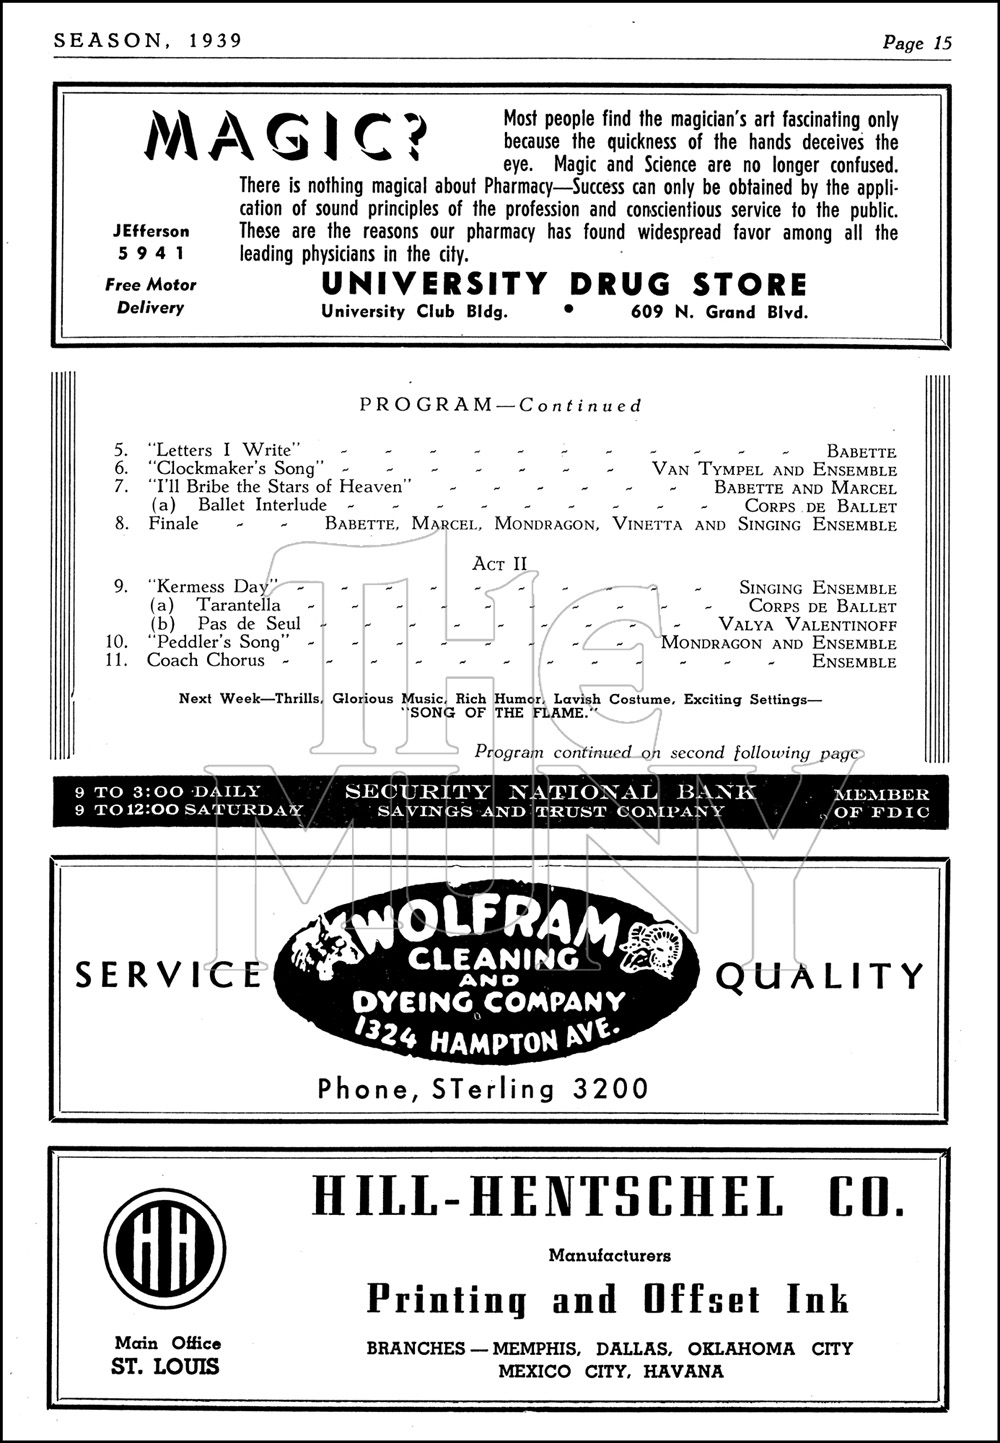 SEASON, 1939 Page 15
MAGIC?
Most people find the magician's art fascinating only
because the quickness of the hands deceives the
eye. Magic and Science are no longer confused.
There is nothing magical about Pharmacy—Success can only be obtained by the appli-
cation of sound principles of the profession and conscientious service to the public.
These are the reasons our pharmacy has found widespread favor among all the
leading physicians in the city.
JEfferson
5941
Free Motor
Delivery
UNIVERSITY DRUG STORE
University Club Bldg. • 609 N. Grand Blvd.
PROGRAM—Continued
5. "Letters I Write" - - - - - - - - - - - BABETTE
6. "Clockmaker's Song" - - - - - - - VAN TYMPEL AND ENSEMBLE
7. "I'll Bribe the Stars of Heaven" - - - - - - BABETTE AND MARCEL
(a) Ballet Interlude - - - - - - - - - CORPS DE BALLET
8. Finale - - BABETTE, MARCEL, MONDRAGON, VINETTA AND SINGING ENSEMBLE
ACT II
9. "Kermess Day" - - - - - - - - - - SINGING ENSEMBLE
(a) Tarantella - - - - - - - - - - CORPS DE BALLET
(b) Pas de Seul - - - - - - - - - VALYA VALENTINOFF
10. "Peddler's Song" - - - - - - - - MONDRAGON AND ENSEMBLE
11. Coach Chorus - - - - - - - - - - - - ENSEMBLE
Next Week—Thrills, Glorious Music, Rich Humor, Lavish Costume, Exciting Settings—
"SONG OF THE FLAME."
Program continued on second following page
THE
MUNY
9 TO 3:00 DAILY SECURITY NATIONAL BANK MEMBER
9 TO 12:00 SATURDAY SAVINGS AND TRUST COMPANY OF FDIC
SERVICE
WOLFRAM
CLEANING
AND
DYEING COMPANY
1324 HAMPTON AVE.
QUALITY
Phone, STerling 3200
HH
Main Office
ST. LOUIS
HILL-HENTSCHEL CO.
Manufacturers
Printing and Offset Ink
BRANCHES — MEMPHIS, DALLAS, OKLAHOMA CITY
MEXICO CITY, HAVANA